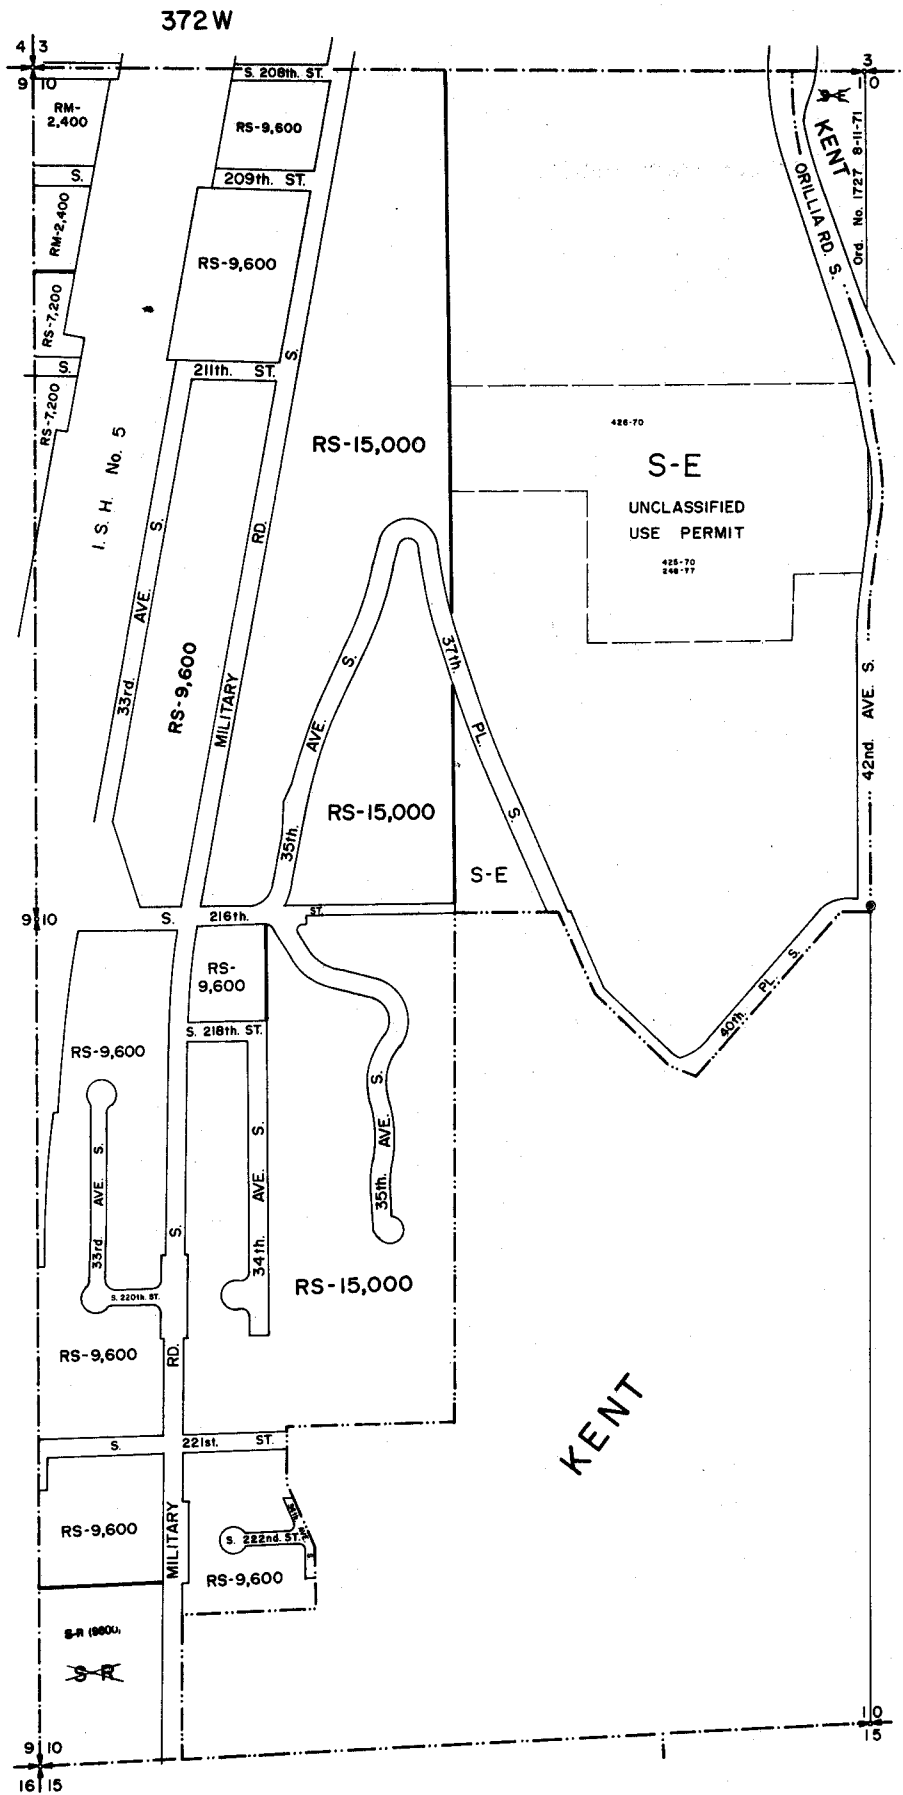 372W
4 3
9 10
3
10
S. 208th. ST.
RM-
2,400
RS-9,600
S.
209th. ST.
RM-2,400
RS-9,600
RS-7,200
S.
211th. ST.
S.
RS-7,200
I. S. H. No. 5
33rd. AVE. S.
RS-9,600
MILITARY RD.
RS-15,000
35th. AVE. S.
37th. PL. S.
RS-15,000
S-E
426-70
S-E
UNCLASSIFIED
USE PERMIT
425-70
248-77
KENT
Ord. No. 1727 8-11-71
ORILLIA RD. S.
42nd. AVE. S.
9 10
S. 216th. ST.
RS-
9,600
S. 218th. ST.
RS-9,600
33rd AVE S.
S.
34th. AVE S.
35th. AVE. S.
40th. PL. S.
S. 220th. ST.
RS-15,000
RS-9,600
RD.
S. 221st. ST.
KENT
RS-9,600
MILITARY
S. 222nd. ST.
RS-9,600
S-R (9600)
S-R
9 10
16 15
10
15